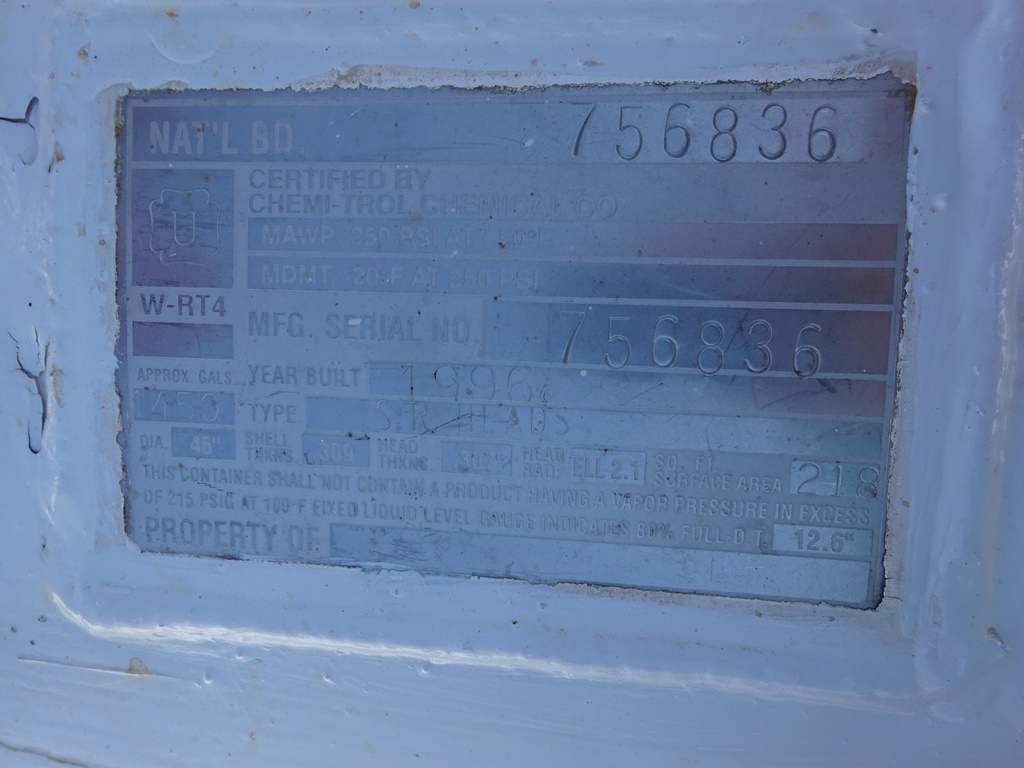 NAT'L BD 756836
U
CERTIFIED BY
CHEMI-TROL CHEMICAL CO
MAWP 250 PSI AT
MDMT -20°F AT 250 PSI
W-RT4
MFG. SERIAL NO. 756836
APPROX. GALS. YEAR BUILT 1996
1450 TYPE S.R. HEADS
DIA. 46" SHELL THKNS. .309" HEAD THKNS. HEAD RAD. ELL-2.1 SQ. FT. SURFACE AREA 218
THIS CONTAINER SHALL NOT CONTAIN A PRODUCT HAVING A VAPOR PRESSURE IN EXCESS
OF 215 PSIG AT 100°F FIXED LIQUID LEVEL GAUGE INDICATES 80% FULL-D.T. 12.6"
PROPERTY OF